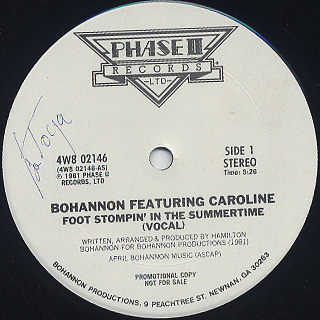 PHASE II
RECORDS®
-LTD-
La Toya
4W8 02146
(4W8 02146-AS)
℗ 1981 PHASE II
RECORDS, LTD
SIDE 1
STEREO
Time: 5:26
BOHANNON FEATURING CAROLINE
FOOT STOMPIN' IN THE SUMMERTIME
(VOCAL)
WRITTEN, ARRANGED & PRODUCED BY HAMILTON
BOHANNON FOR BOHANNON PRODUCTIONS (1981)
APRIL BOHANNON MUSIC (ASCAP)
PROMOTIONAL COPY
NOT FOR SALE
BOHANNON PRODUCTIONS, 9 PEACHTREE ST. NEWNAN, GA 30263